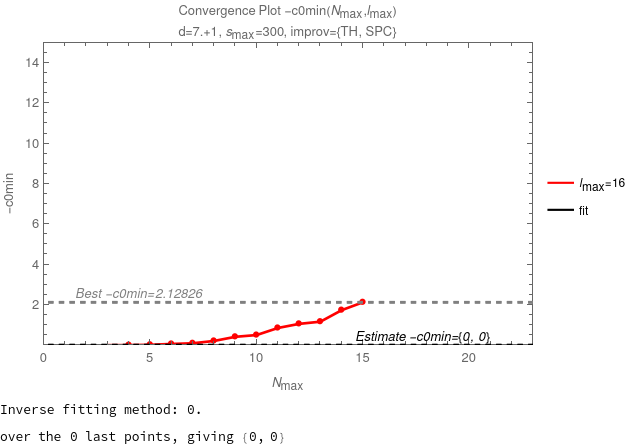 Convergence Plot −c0min(Nmax,lmax)
d=7.+1, smax=300, improv={TH, SPC}
14
12
10
8
6
4
2
−c0min
lmax=16
fit
Best −c0min=2.12826
Estimate −c0min={0, 0}
0 5 10 15 20
Nmax
Inverse fitting method: 0.
over the 0 last points, giving {0, 0}